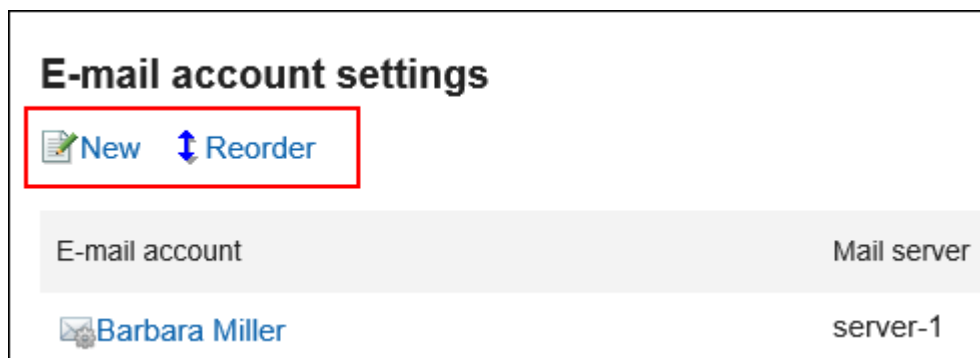 E-mail account settings
New Reorder
E-mail account Mail server
Barbara Miller server-1